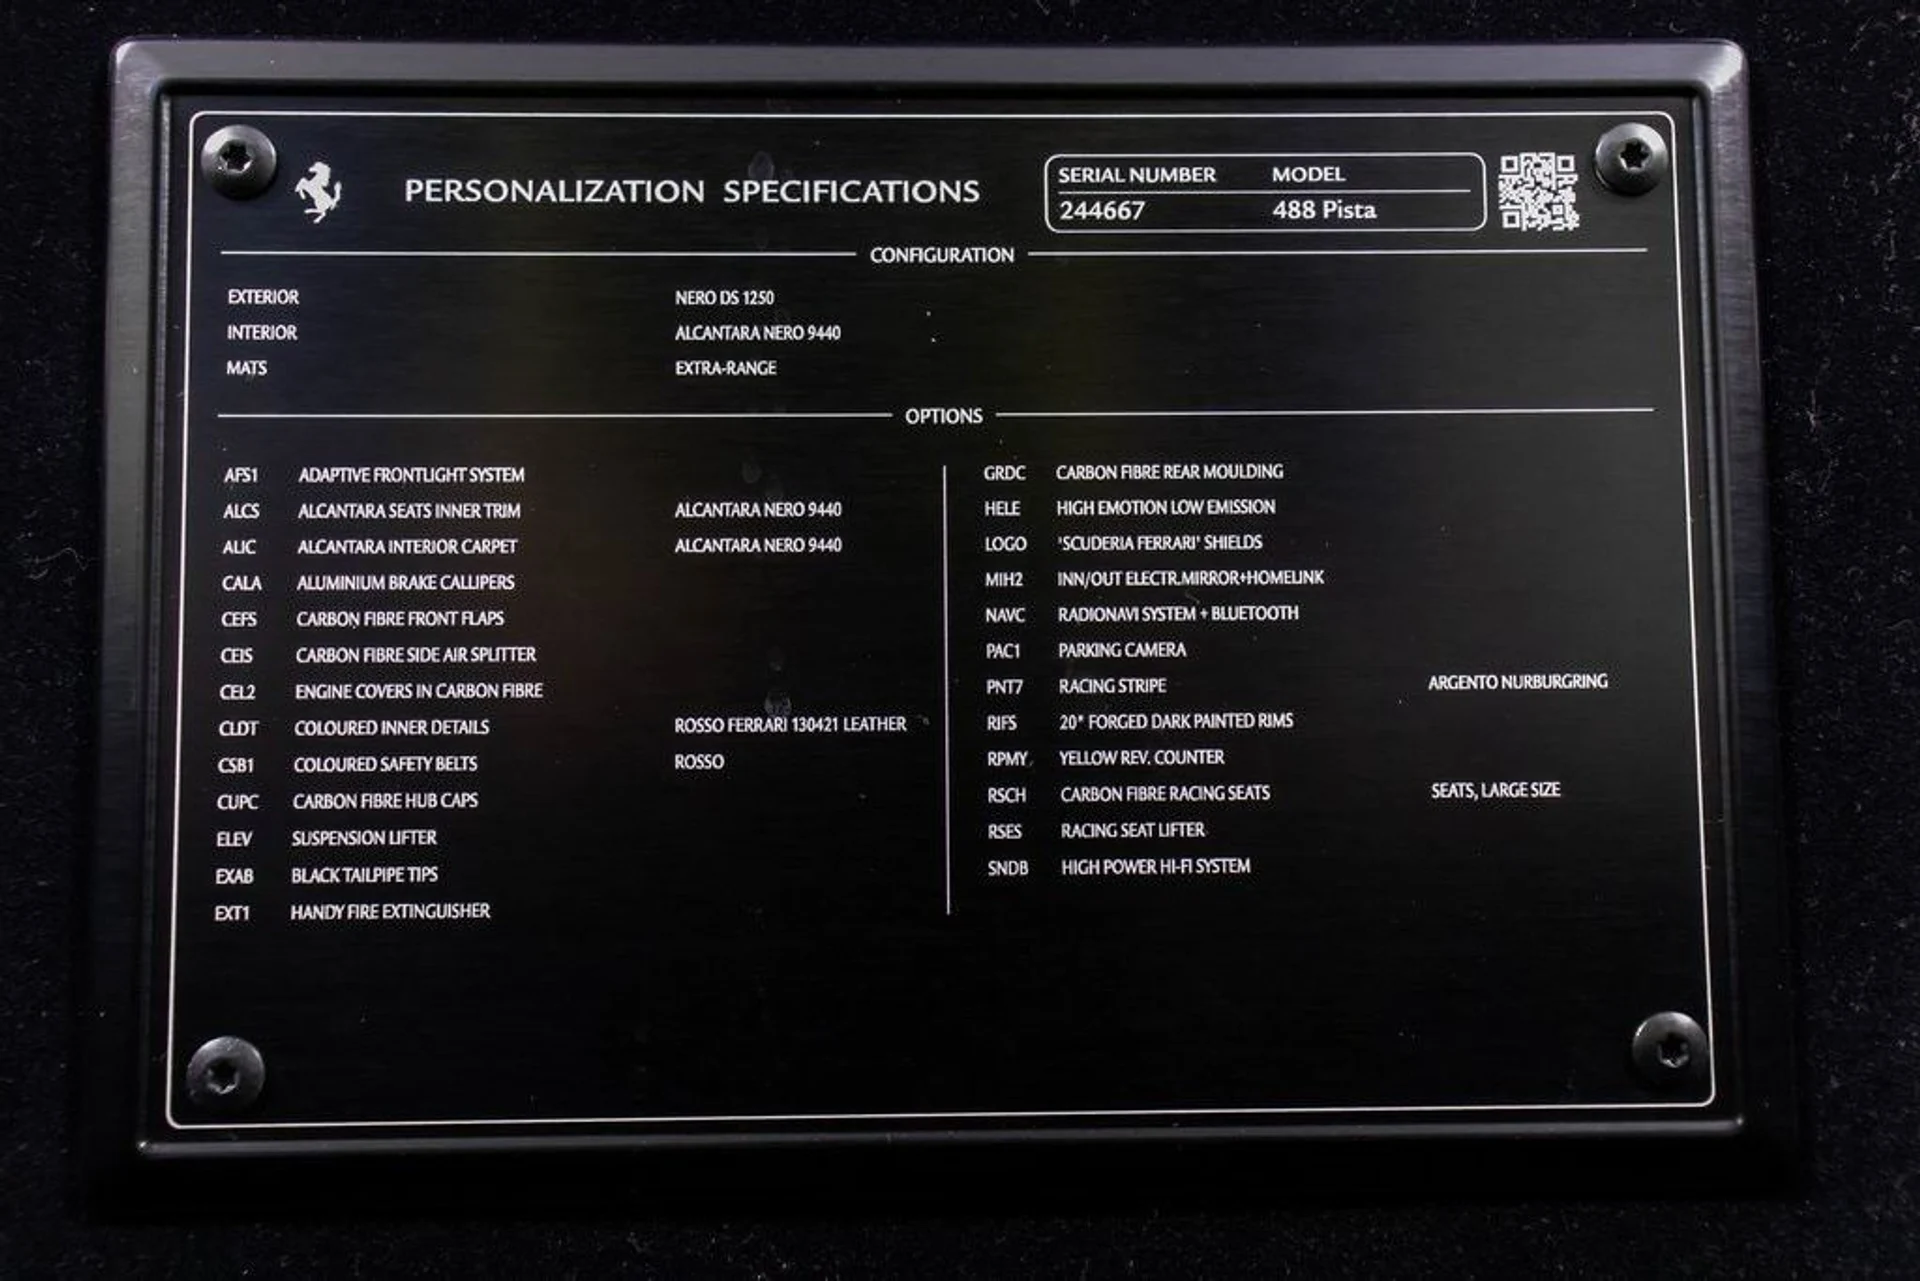 PERSONALIZATION SPECIFICATIONS
SERIAL NUMBER MODEL
244667 488 Pista
CONFIGURATION
EXTERIOR NERO DS 1250
INTERIOR ALCANTARA NERO 9440
MATS EXTRA-RANGE
OPTIONS
AFS1 ADAPTIVE FRONTLIGHT SYSTEM
ALCS ALCANTARA SEATS INNER TRIM ALCANTARA NERO 9440
ALIC ALCANTARA INTERIOR CARPET ALCANTARA NERO 9440
CALA ALUMINIUM BRAKE CALLIPERS
CEFS CARBON FIBRE FRONT FLAPS
CEIS CARBON FIBRE SIDE AIR SPLITTER
CEL2 ENGINE COVERS IN CARBON FIBRE
CLDT COLOURED INNER DETAILS ROSSO FERRARI 130421 LEATHER
CSB1 COLOURED SAFETY BELTS ROSSO
CUPC CARBON FIBRE HUB CAPS
ELEV SUSPENSION LIFTER
EXAB BLACK TAILPIPE TIPS
EXT1 HANDY FIRE EXTINGUISHER
GRDC CARBON FIBRE REAR MOULDING
HELE HIGH EMOTION LOW EMISSION
LOGO 'SCUDERIA FERRARI' SHIELDS
MIH2 INN/OUT ELECTR.MIRROR+HOMELINK
NAVC RADIONAVI SYSTEM + BLUETOOTH
PAC1 PARKING CAMERA
PNT7 RACING STRIPE ARGENTO NURBURGRING
RIFS 20" FORGED DARK PAINTED RIMS
RPMY YELLOW REV. COUNTER
RSCH CARBON FIBRE RACING SEATS SEATS, LARGE SIZE
RSES RACING SEAT LIFTER
SNDB HIGH POWER HI-FI SYSTEM